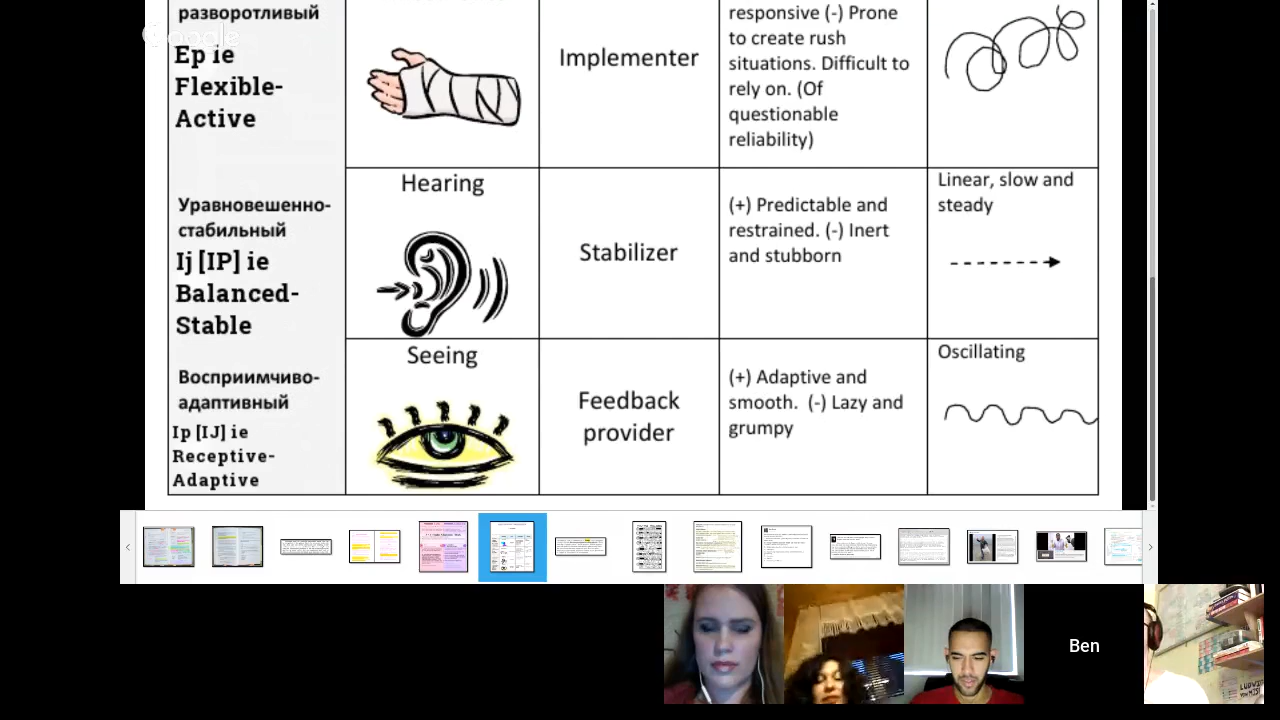 разворотливый
Google
Ep ie
Flexible-
Active
Implementer
responsive (-) Prone
to create rush
situations. Difficult to
rely on. (Of
questionable
reliability)
Уравновешенно-
стабильный
Ij [IP] ie
Balanced-
Stable
Hearing
Stabilizer
(+) Predictable and
restrained. (-) Inert
and stubborn
Linear, slow and
steady
Восприимчиво-
адаптивный
Ip [IJ] ie
Receptive-
Adaptive
Seeing
Feedback
provider
(+) Adaptive and
smooth. (-) Lazy and
grumpy
Oscillating
Ben